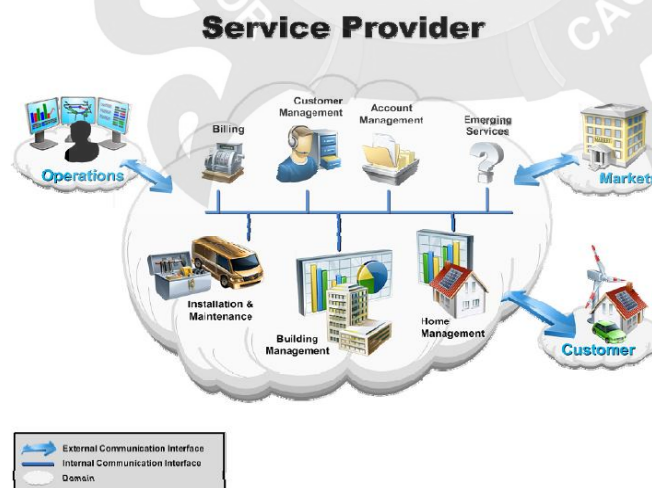 Service Provider
Customer
Management
Account
Management
Billing
Emerging
Services
Operations
Markets
Installation &
Maintenance
Building
Management
Home
Management
Customer
External Communication Interface
Internal Communication Interface
Domain